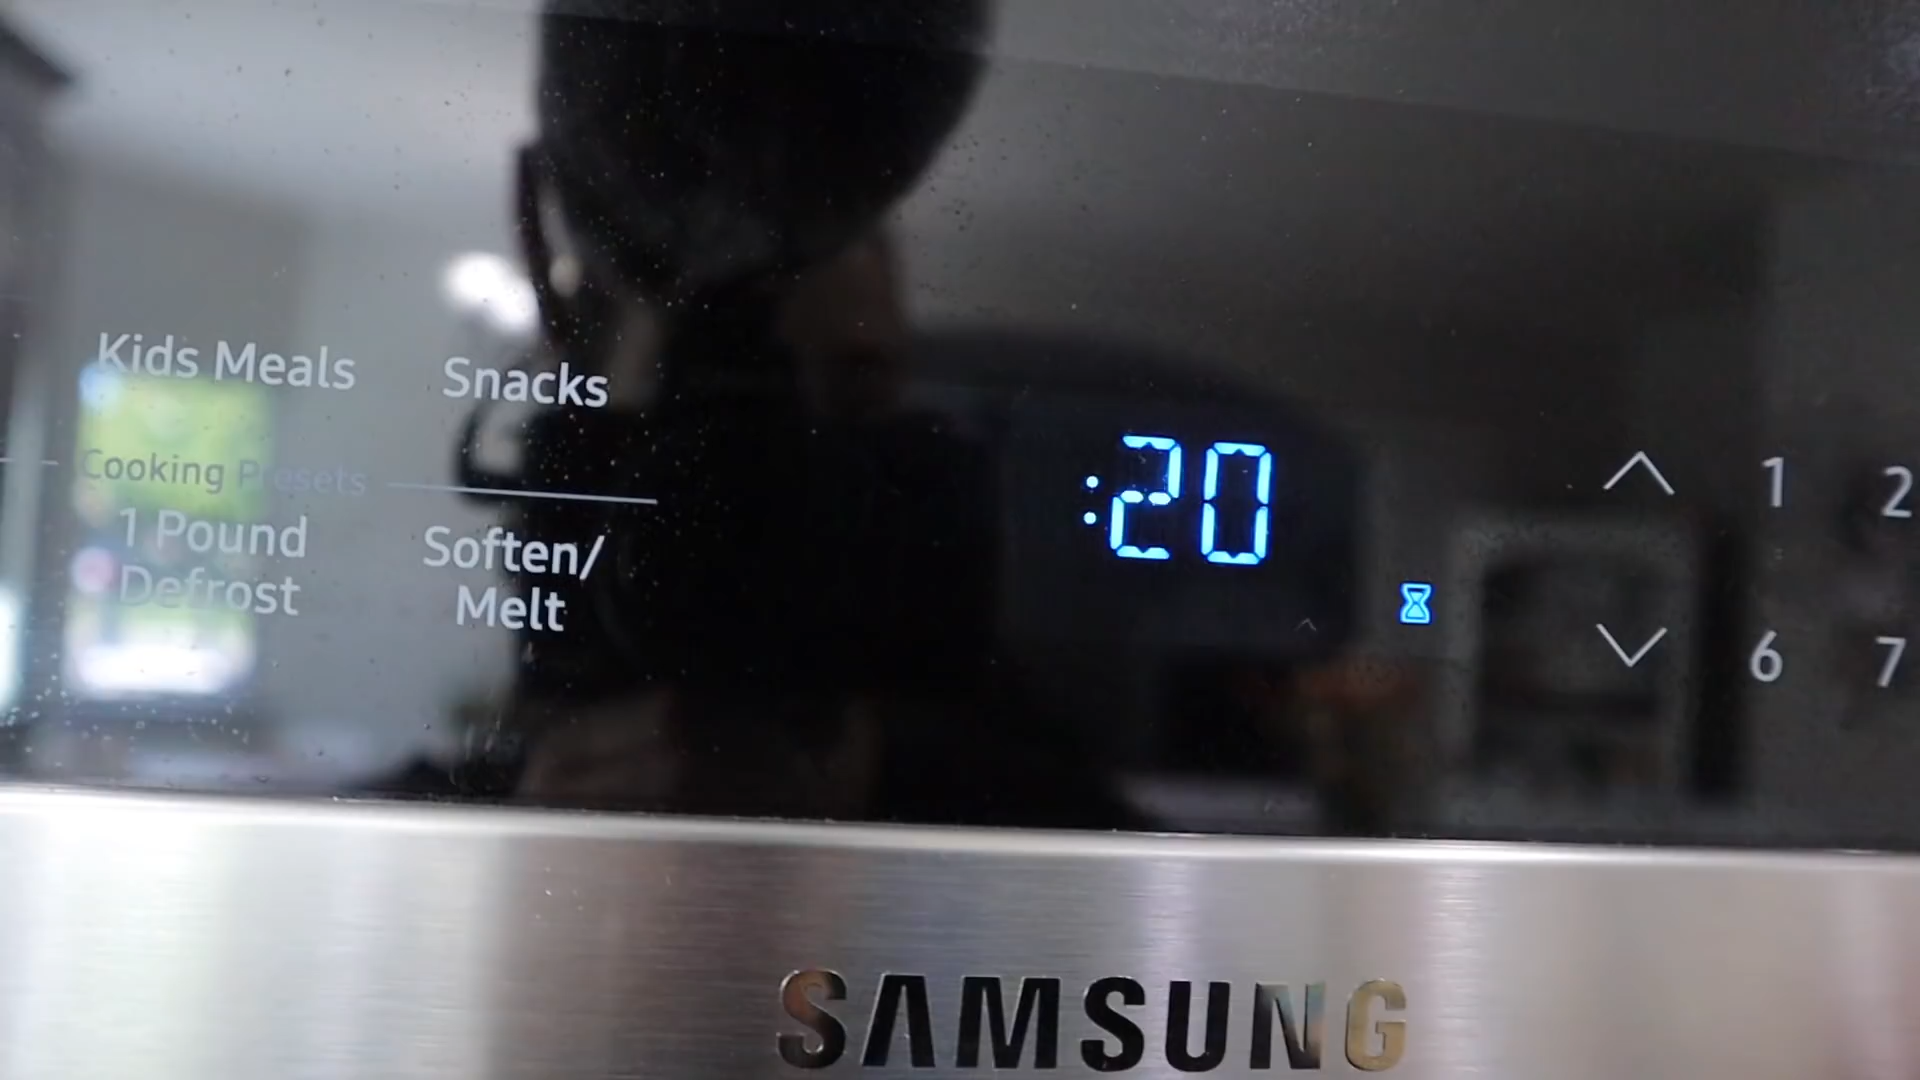 Kids Meals
Snacks
Cooking Presets
1 Pound
Defrost
Soften/
Melt
:20
1 2
6 7
SAMSUNG